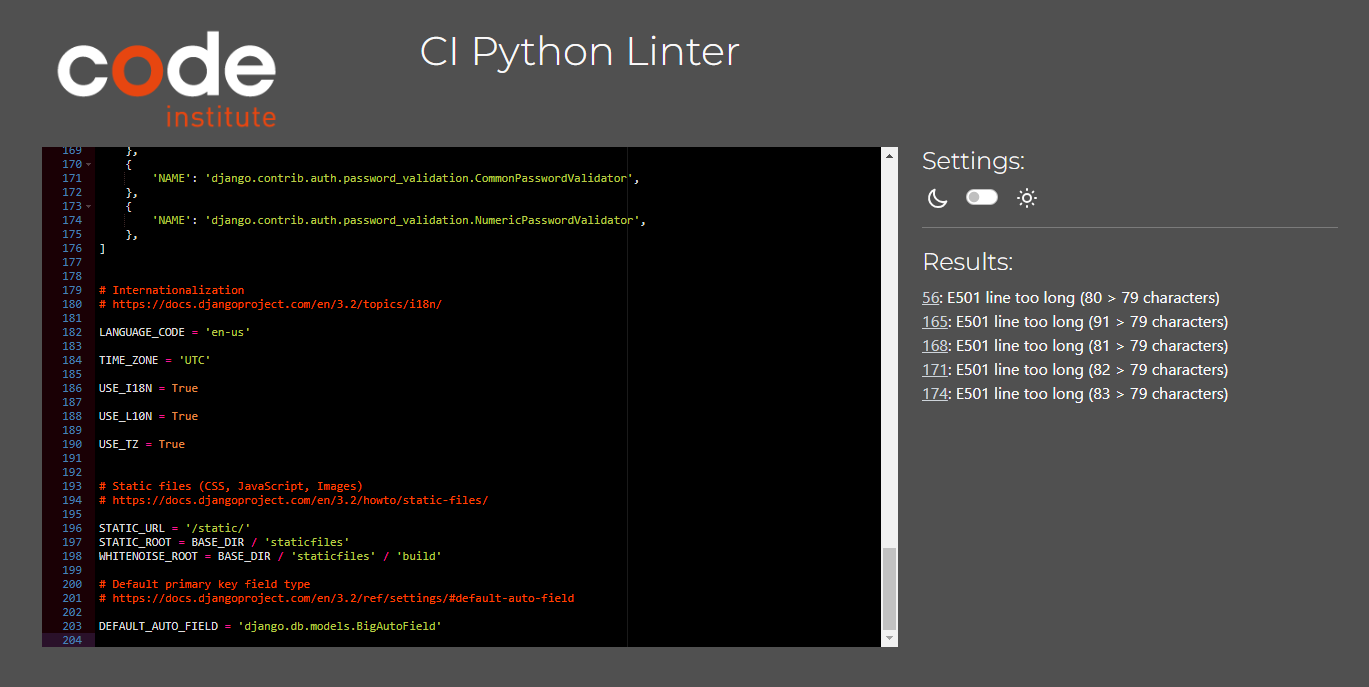 code
institute
CI Python Linter
169 },
170 {
171 'NAME': 'django.contrib.auth.password_validation.CommonPasswordValidator',
172 },
173 {
174 'NAME': 'django.contrib.auth.password_validation.NumericPasswordValidator',
175 },
176 ]
177
178
179 # Internationalization
180 # https://docs.djangoproject.com/en/3.2/topics/i18n/
181
182 LANGUAGE_CODE = 'en-us'
183
184 TIME_ZONE = 'UTC'
185
186 USE_I18N = True
187
188 USE_L10N = True
189
190 USE_TZ = True
191
192
193 # Static files (CSS, JavaScript, Images)
194 # https://docs.djangoproject.com/en/3.2/howto/static-files/
195
196 STATIC_URL = '/static/'
197 STATIC_ROOT = BASE_DIR / 'staticfiles'
198 WHITENOISE_ROOT = BASE_DIR / 'staticfiles' / 'build'
199
200 # Default primary key field type
201 # https://docs.djangoproject.com/en/3.2/ref/settings/#default-auto-field
202
203 DEFAULT_AUTO_FIELD = 'django.db.models.BigAutoField'
204
Settings:
Results:
56: E501 line too long (80 > 79 characters)
165: E501 line too long (91 > 79 characters)
168: E501 line too long (81 > 79 characters)
171: E501 line too long (82 > 79 characters)
174: E501 line too long (83 > 79 characters)